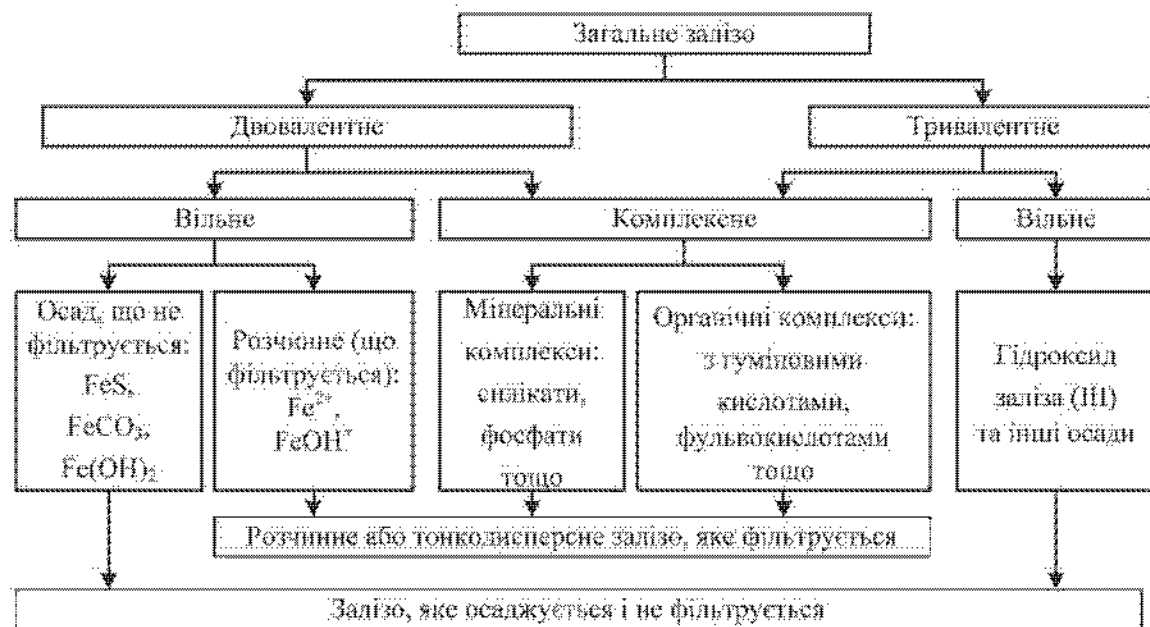 Загальне залізо
Двовалентне
Тривалентне
Вільне
Комплексне
Вільне
Осад, що не
фільтрується:
FeS,
FeCO₃,
Fe(OH)₂
Розчинне (що
фільтрується):
Fe²⁺,
FeOH⁺
Мінеральні
комплекси:
силікати,
фосфати
тощо
Органічні комплекси:
з гуміновими
кислотами,
фульвокислотами
тощо
Гідроксид
заліза (III)
та інші осади
Розчинне або тонкодисперсне залізо, яке фільтрується
Залізо, яке осаджується і не фільтрується